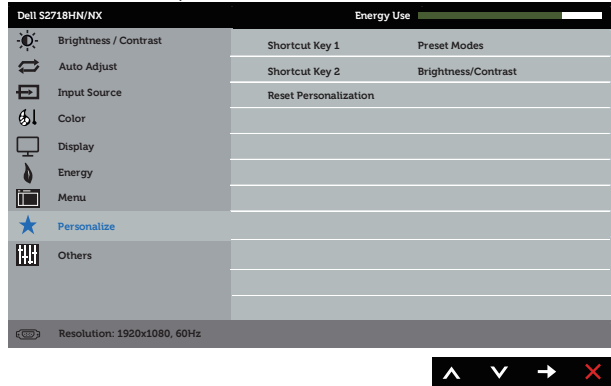 Dell S2718HN/NX Energy Use
Brightness / Contrast
Auto Adjust
Input Source
Color
Display
Energy
Menu
Personalize
Others
Shortcut Key 1 Preset Modes
Shortcut Key 2 Brightness/Contrast
Reset Personalization
Resolution: 1920x1080, 60Hz